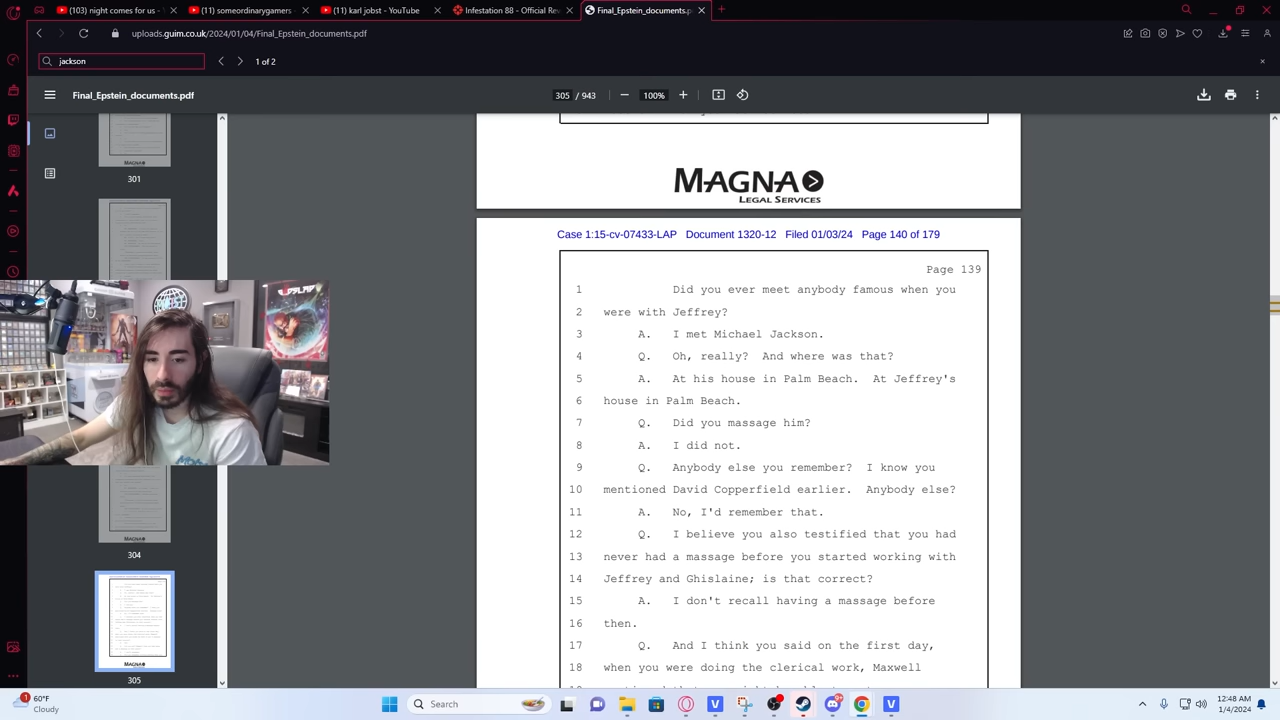 (103) night comes for us -
(11) someordinarygamers -
(11) karl jobst - YouTube
Infestation 88 - Official Rev
Final_Epstein_documents.p
uploads.guim.co.uk/2024/01/04/Final_Epstein_documents.pdf
jackson
1 of 2
Final_Epstein_documents.pdf
305 / 943
100%
MAGNA
LEGAL SERVICES
301
Case 1:15-cv-07433-LAP Document 1320-12 Filed 01/03/24 Page 140 of 179
Page 139
1 Did you ever meet anybody famous when you
2 were with Jeffrey?
3 A. I met Michael Jackson.
4 Q. Oh, really? And where was that?
5 A. At his house in Palm Beach. At Jeffrey's
6 house in Palm Beach.
7 Q. Did you massage him?
8 A. I did not.
9 Q. Anybody else you remember? I know you
10 mentioned David Copperfield earlier. Anybody else?
11 A. No, I'd remember that.
12 Q. I believe you also testified that you had
13 never had a massage before you started working with
14 Jeffrey and Ghislaine; is that correct?
15 A. I don't recall having a massage before
16 then.
17 Q. And I think you said on the first day,
18 when you were doing the clerical work, Maxwell
304
MAGNA
305
60°F
Cloudy
Search
12:48 AM
1/4/2024